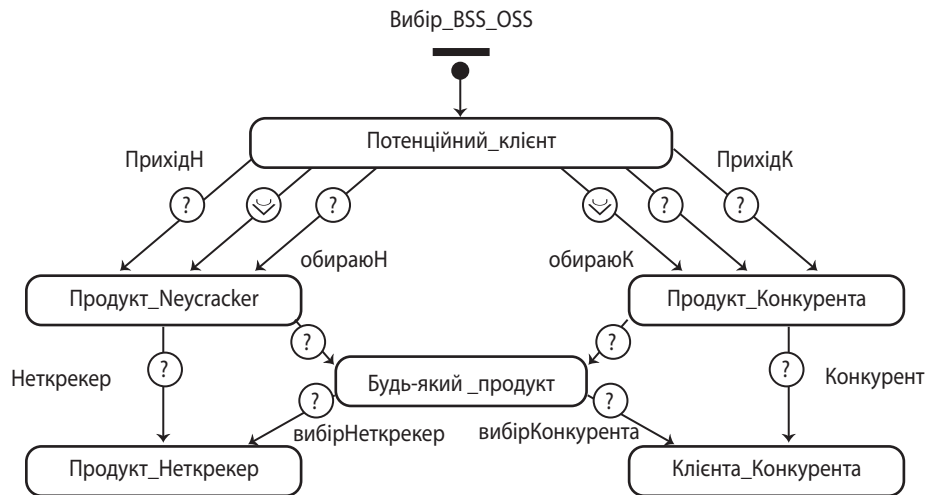 Вибір_BSS_OSS
Потенційний_клієнт
ПрихідН
ПрихідК
?
?
?
?
обираюН
обираюК
Продукт_Neycracker
Продукт_Конкурента
?
?
Неткрекер
?
?
Конкурент
Будь-який _продукт
?
?
вибірНеткрекер
вибірКонкурента
Продукт_Неткрекер
Клієнта_Конкурента